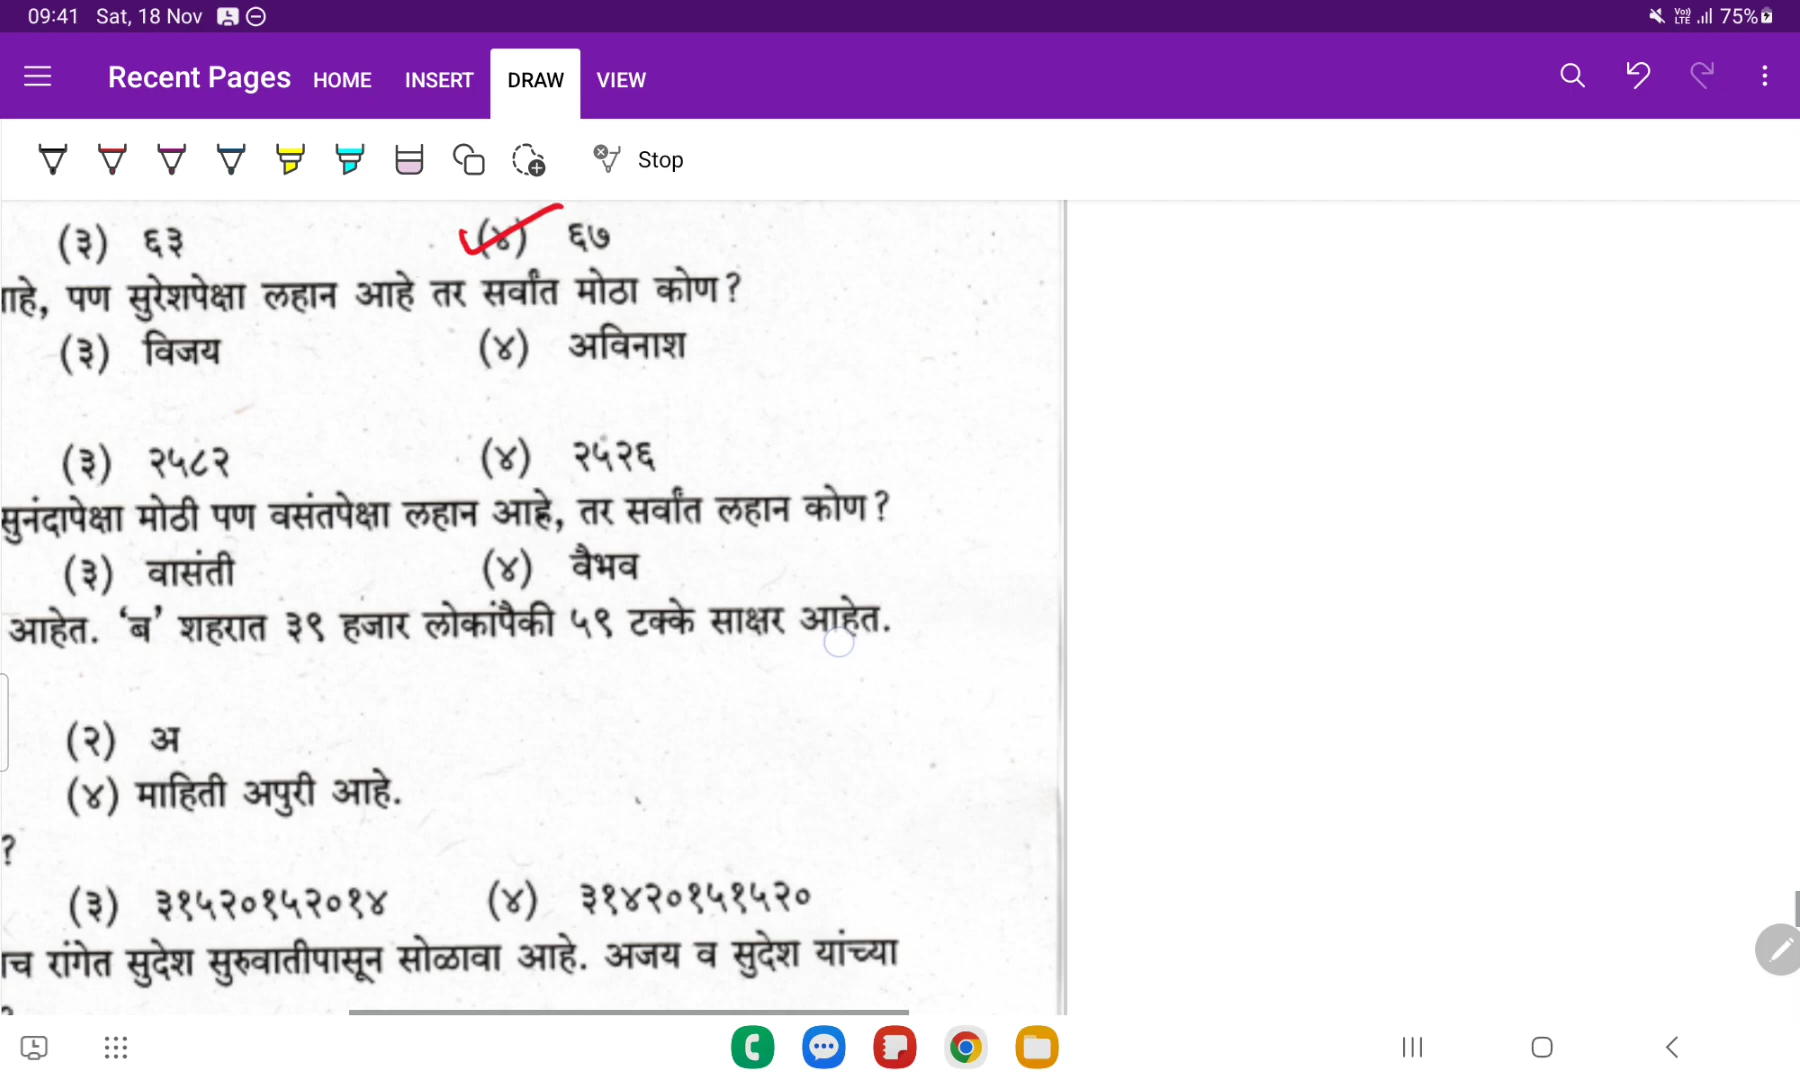 09:41 Sat, 18 Nov
Vo)) LTE 75%
Recent Pages HOME INSERT DRAW VIEW
Stop
(३) ६३ (४) ६७
पण सुरेशपेक्षा लहान आहे तर सर्वांत मोठा कोण?
(३) विजय (४) अविनाश
(३) २५८२ (४) २५२६
सुनंदापेक्षा मोठी पण वसंतपेक्षा लहान आहे, तर सर्वांत लहान कोण?
(३) वासंती (४) वैभव
आहेत. ‘ब’ शहरात ३९ हजार लोकांपैकी ५९ टक्के साक्षर आहेत.
(२) अ
(४) माहिती अपुरी आहे.
?
(३) ३१५२०१५२०१४ (४) ३१४२०१५१५२०
रांगेत सुदेश सुरुवातीपासून सोळावा आहे. अजय व सुदेश यांच्या